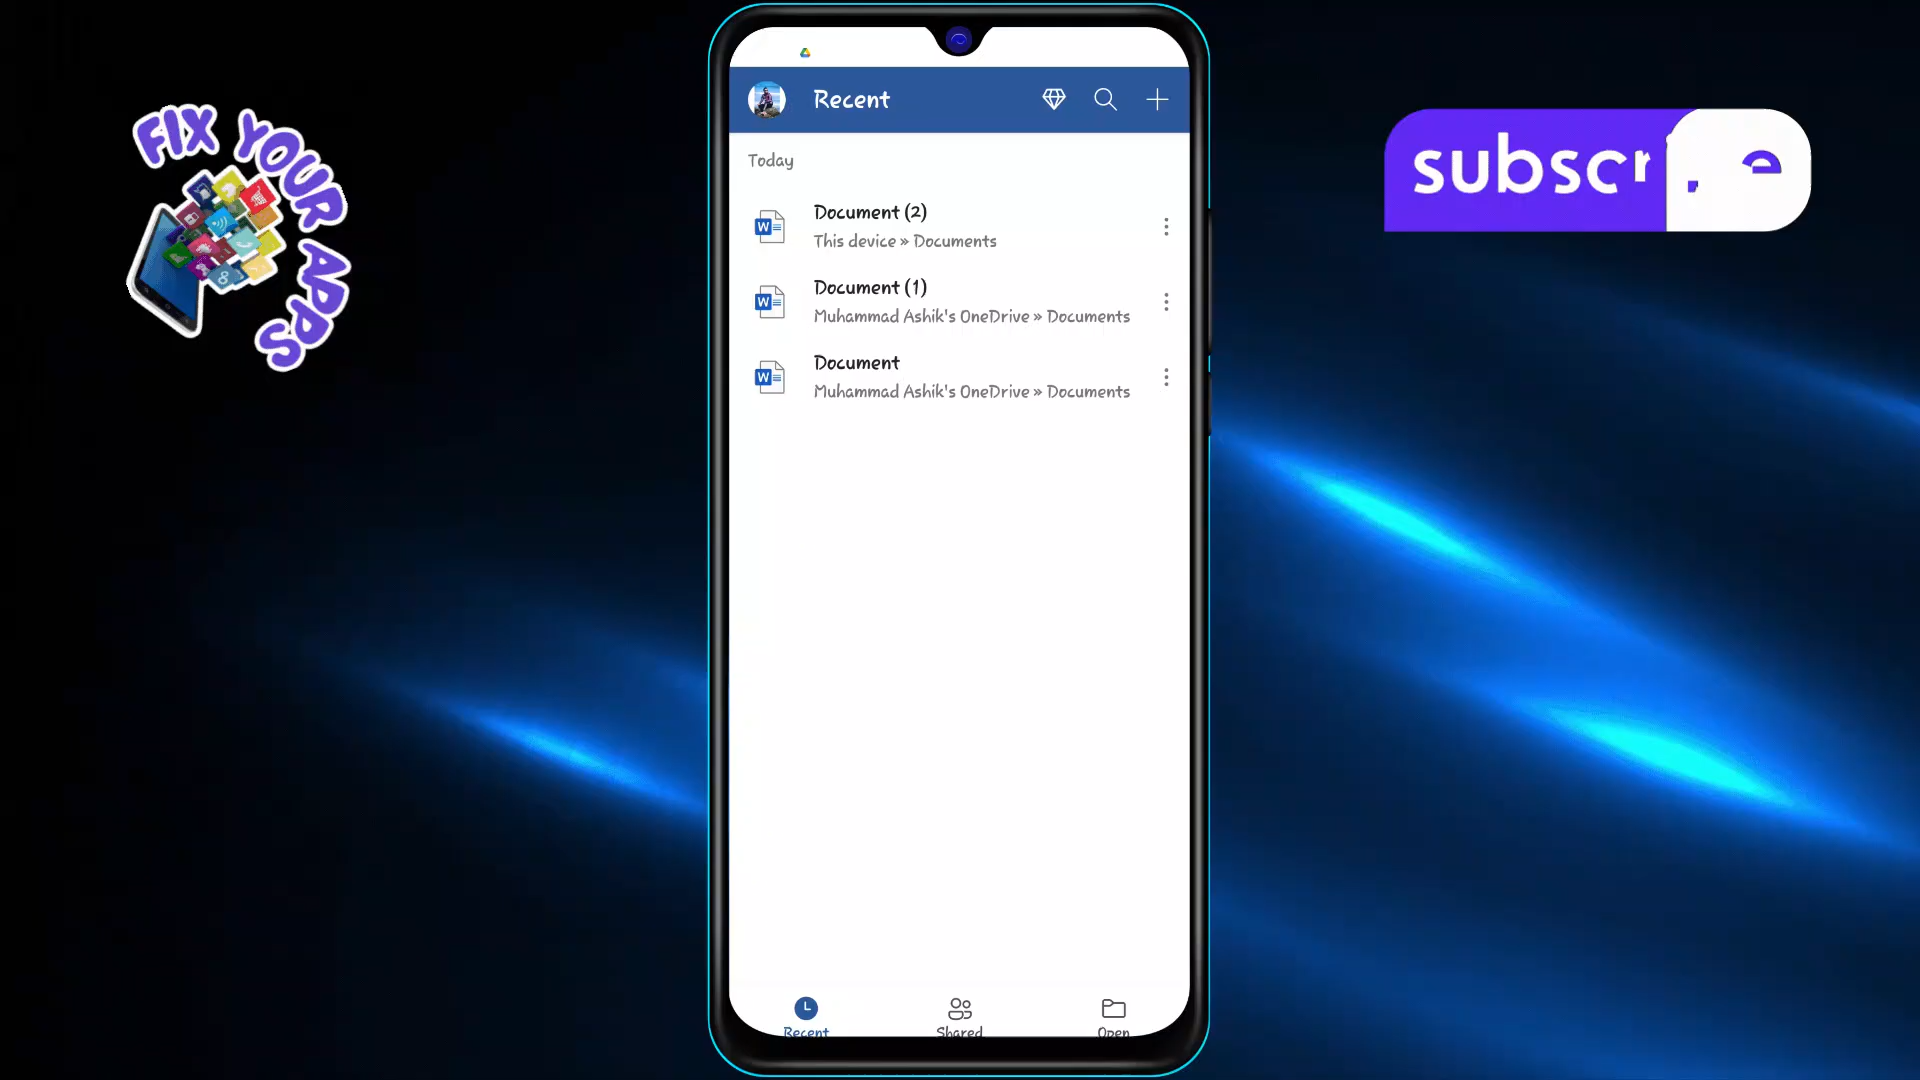 FIX YOUR APPS
Recent
Today
W
Document (2)
This device » Documents
W
Document (1)
Muhammad Ashik's OneDrive » Documents
W
Document
Muhammad Ashik's OneDrive » Documents
Recent
Shared
Open
subscr